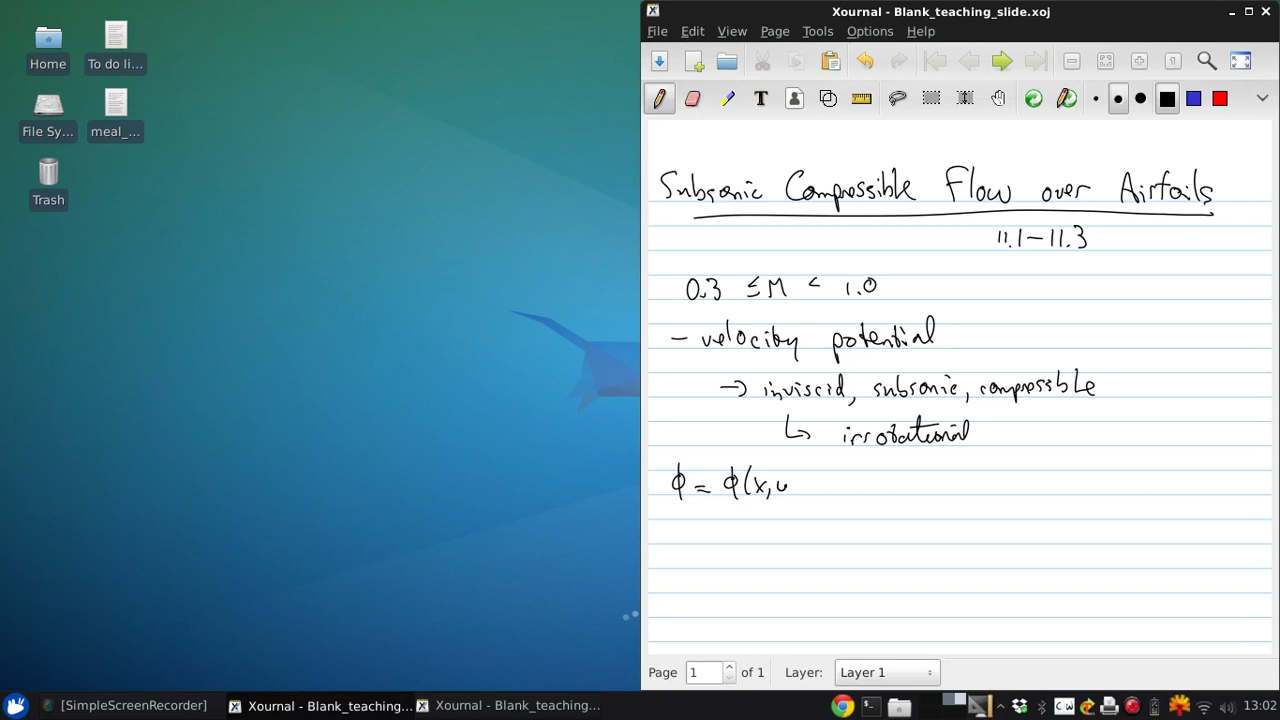 Xournal - Blank_teaching_slide.xoj
File Edit View Page Tools Options Help
Home
To do li...
File Sy...
meal_...
Trash
Subsonic Compressible Flow over Airfoils
11.1 – 11.3
0.3 ≤ M < 1.0
– velocity potential
→ inviscid, subsonic, compressible
↳ irrotational
ϕ = ϕ(x,
Page 1 of 1 Layer: Layer 1
[SimpleScreenRecorder] Xournal - Blank_teaching... Xournal - Blank_teaching_slide.... 13:02